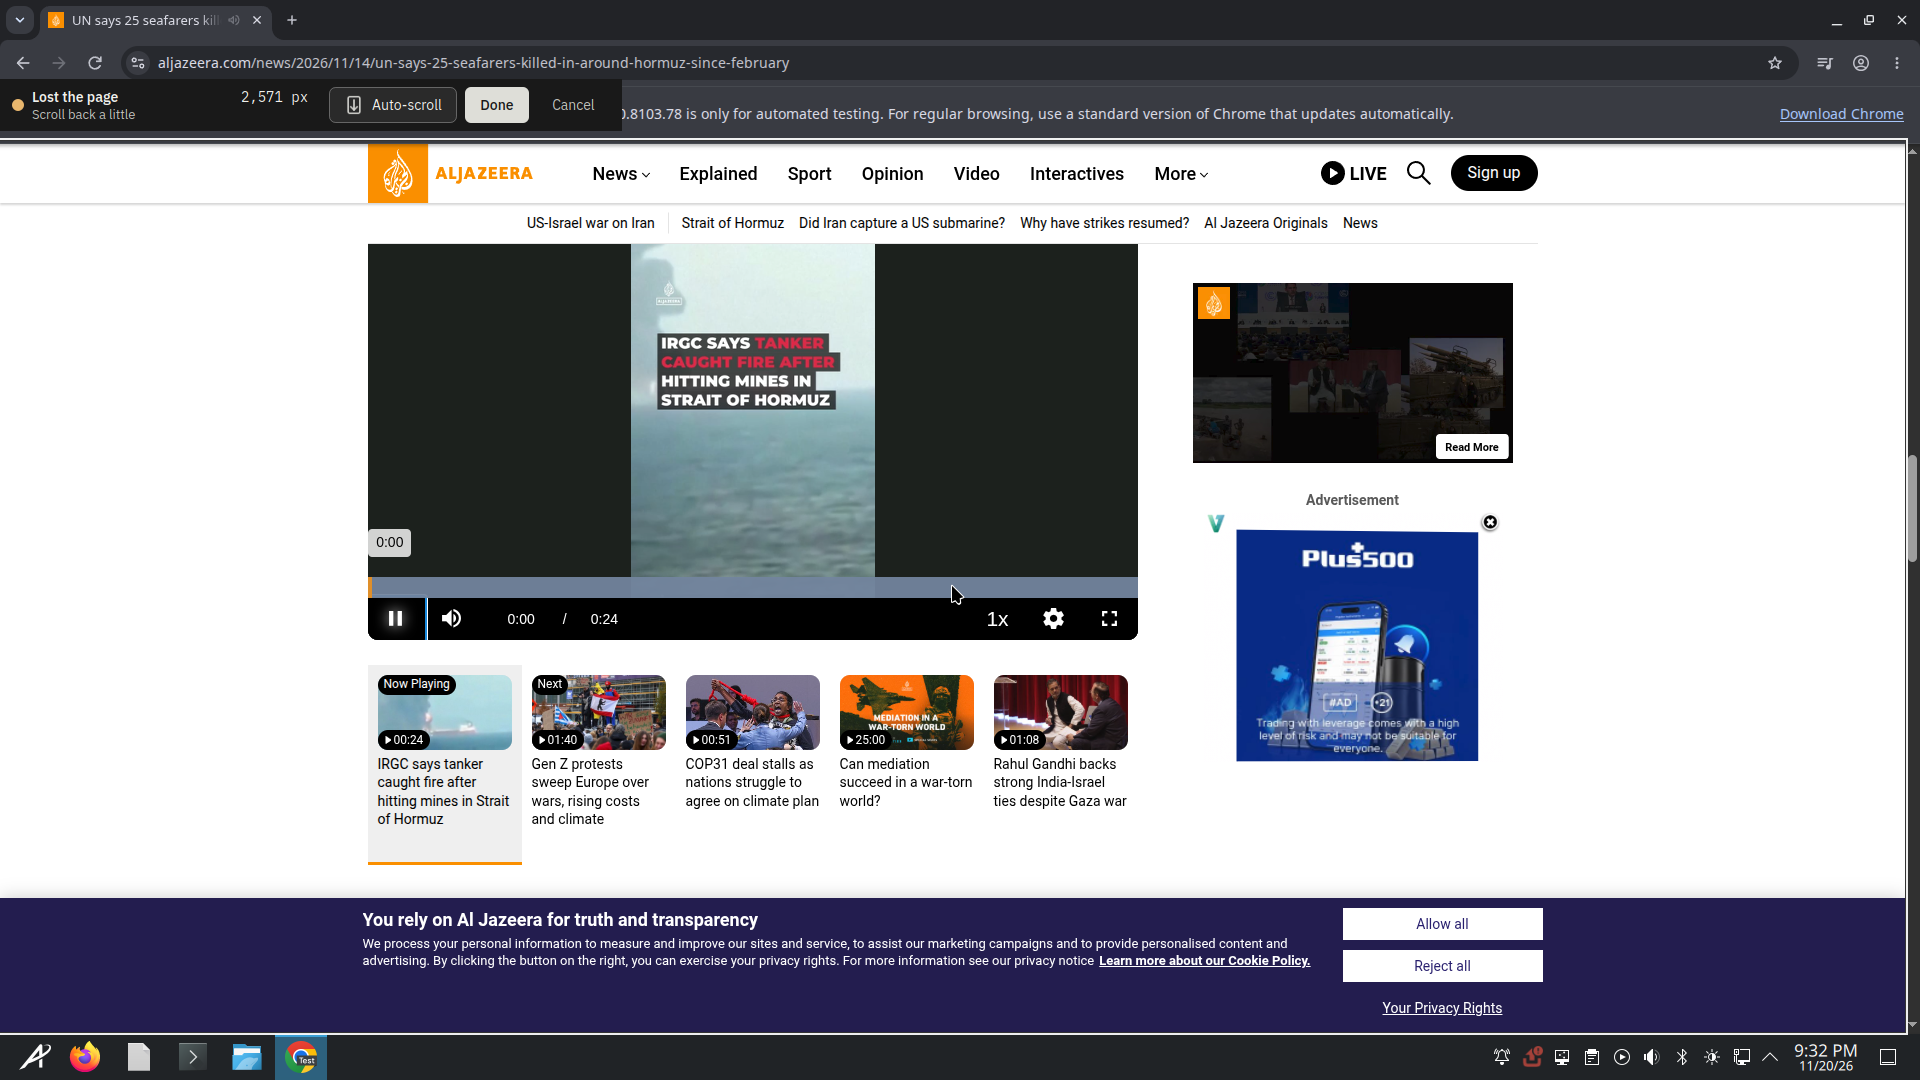 UN says 25 seafarers kil
aljazeera.com/news/2026/11/14/un-says-25-seafarers-killed-in-around-hormuz-since-february
Lost the page
Scroll back a little
2,571 px
Auto-scroll
Done
Cancel
0.8103.78 is only for automated testing. For regular browsing, use a standard version of Chrome that updates automatically.
Download Chrome
ALJAZEERA
News
Explained
Sport
Opinion
Video
Interactives
More
LIVE
Sign up
US-Israel war on Iran
Strait of Hormuz
Did Iran capture a US submarine?
Why have strikes resumed?
Al Jazeera Originals
News
IRGC SAYS TANKER
CAUGHT FIRE AFTER
HITTING MINES IN
STRAIT OF HORMUZ
0:00
0:00 / 0:24
1x
Read More
Advertisement
Plus500
#AD
+21
Trading with leverage comes with a high
level of risk and may not be suitable for
everyone.
Now Playing
00:24
IRGC says tanker
caught fire after
hitting mines in Strait
of Hormuz
Next
01:40
Gen Z protests
sweep Europe over
wars, rising costs
and climate
00:51
COP31 deal stalls as
nations struggle to
agree on climate plan
MEDIATION IN A
WAR-TORN WORLD
25:00
Can mediation
succeed in a war-torn
world?
01:08
Rahul Gandhi backs
strong India-Israel
ties despite Gaza war
You rely on Al Jazeera for truth and transparency
We process your personal information to measure and improve our sites and service, to assist our marketing campaigns and to provide personalised content and
advertising. By clicking the button on the right, you can exercise your privacy rights. For more information see our privacy notice Learn more about our Cookie Policy.
Allow all
Reject all
Your Privacy Rights
Test
9:32 PM
11/20/26